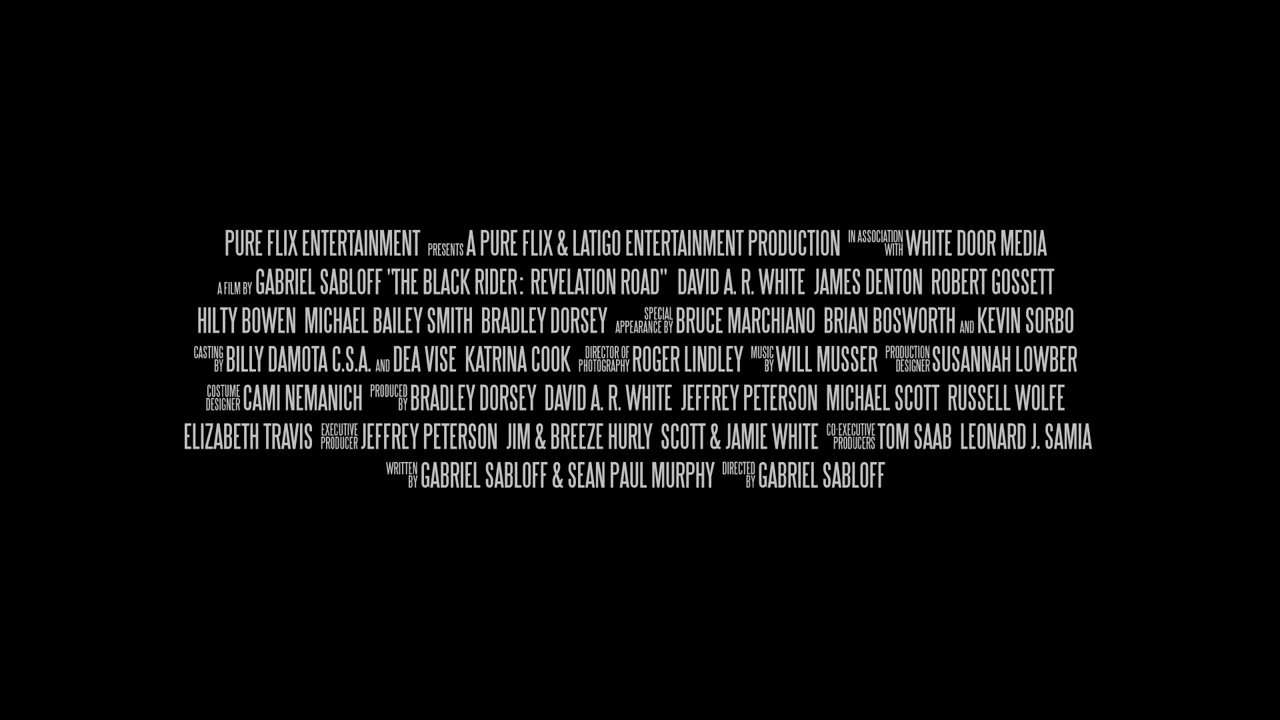 PURE FLIX ENTERTAINMENT PRESENTS A PURE FLIX & LATIGO ENTERTAINMENT PRODUCTION IN ASSOCIATION WITH WHITE DOOR MEDIA
A FILM BY GABRIEL SABLOFF "THE BLACK RIDER: REVELATION ROAD" DAVID A. R. WHITE JAMES DENTON ROBERT GOSSETT
HILTY BOWEN MICHAEL BAILEY SMITH BRADLEY DORSEY SPECIAL APPEARANCE BY BRUCE MARCHIANO BRIAN BOSWORTH AND KEVIN SORBO
CASTING BY BILLY DAMOTA C.S.A. AND DEA VISE KATRINA COOK DIRECTOR OF PHOTOGRAPHY ROGER LINDLEY MUSIC BY WILL MUSSER PRODUCTION DESIGNER SUSANNAH LOWBER
COSTUME DESIGNER CAMI NEMANICH PRODUCED BY BRADLEY DORSEY DAVID A. R. WHITE JEFFREY PETERSON MICHAEL SCOTT RUSSELL WOLFE
ELIZABETH TRAVIS EXECUTIVE PRODUCER JEFFREY PETERSON JIM & BREEZE HURLY SCOTT & JAMIE WHITE CO-EXECUTIVE PRODUCERS TOM SAAB LEONARD J. SAMIA
WRITTEN BY GABRIEL SABLOFF & SEAN PAUL MURPHY DIRECTED BY GABRIEL SABLOFF